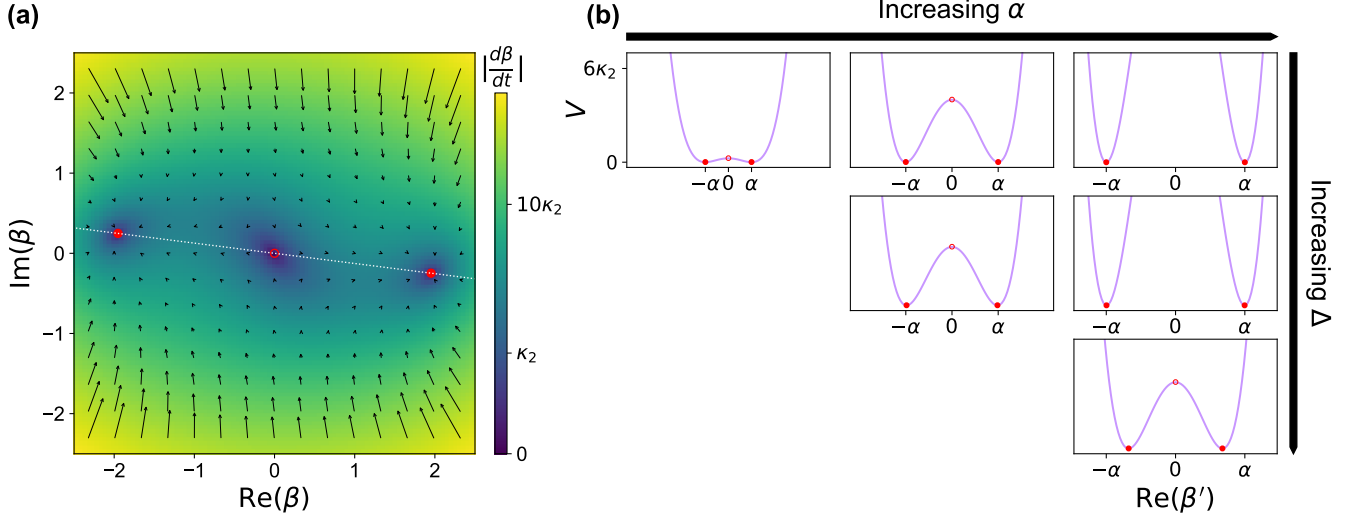 (a)
|dβ/dt|
2
1
0
−1
−2
Im(β)
−2 −1 0 1 2
Re(β)
10κ₂
κ₂
0
(b)
Increasing α
V
6κ₂
0
−α 0 α
−α 0 α
−α 0 α
−α 0 α
−α 0 α
−α 0 α
Re(β′)
Increasing Δ